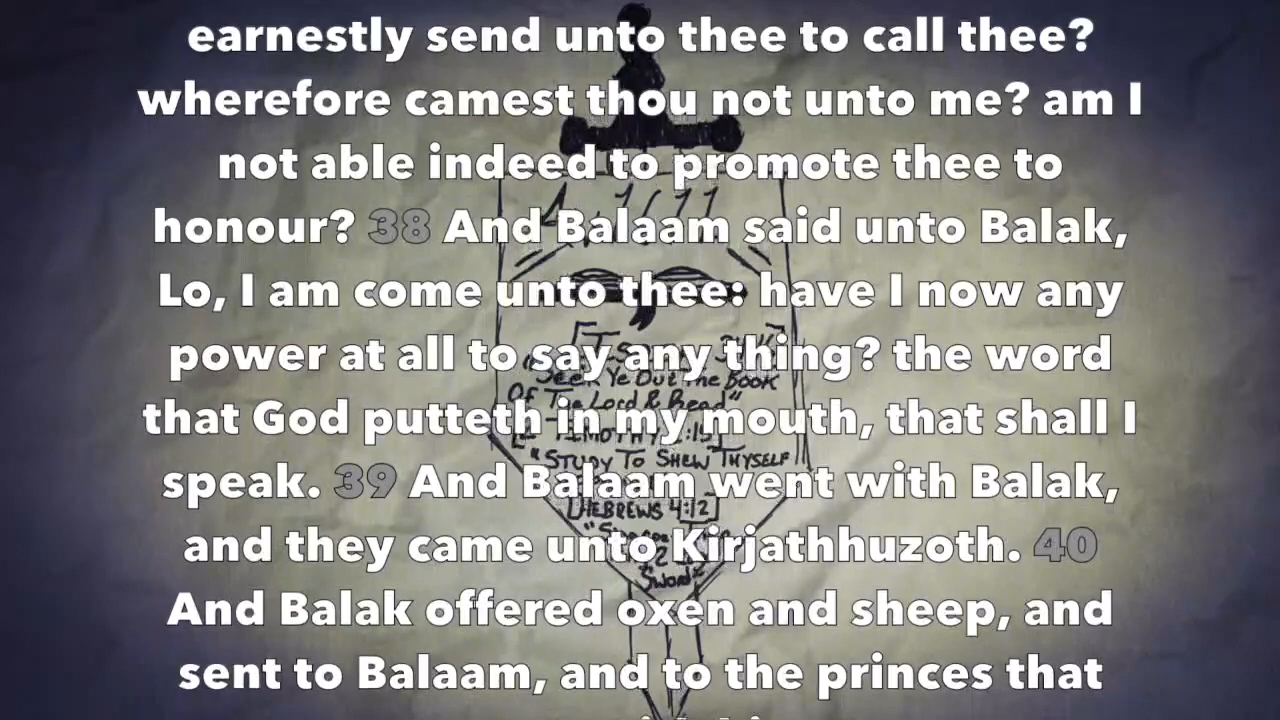 earnestly send unto thee to call thee?
wherefore camest thou not unto me? am I
not able indeed to promote thee to
honour? 38 And Balaam said unto Balak,
Lo, I am come unto thee: have I now any
power at all to say any thing? the word
that God putteth in my mouth, that shall I
speak. 39 And Balaam went with Balak,
and they came unto Kirjathhuzoth. 40
And Balak offered oxen and sheep, and
sent to Balaam, and to the princes that
Seek Ye Out The Book
Of The Lord & Read"
"Study To Shew Thyself
[Hebrews 4:12]
Sword